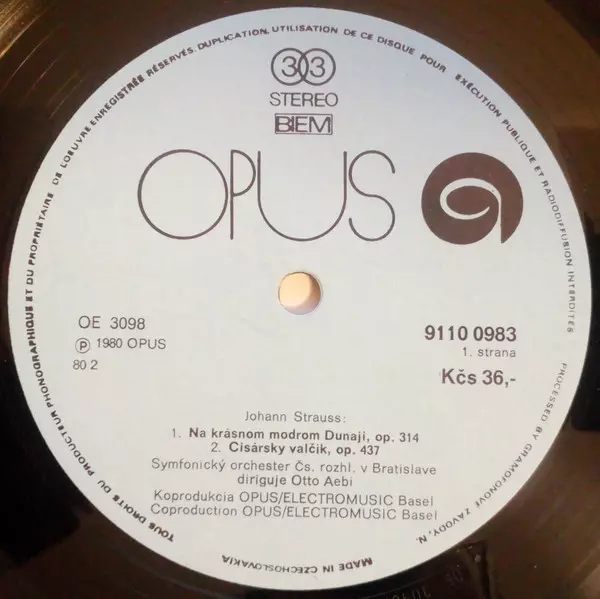 TOUS DROITS DU PRODUCTEUR PHONOGRAPHIQUE ET DU PROPRIÉTAIRE DE L'OEUVRE ENREGISTRÉE RÉSERVÉS. DUPLICATION, UTILISATION DE CE DISQUE POUR EXÉCUTION PUBLIQUE ET RADIODIFFUSION INTERDITES
PROCESSED BY GRAMOFONOVÉ ZÁVODY, N.
MADE IN CZECHOSLOVAKIA
33
STEREO
BIEM
OPUS
OE 3098
℗ 1980 OPUS
80 2
9110 0983
1. strana
Kčs 36,-
Johann Strauss:
1. Na krásnom modrom Dunaji, op. 314
2. Cisársky valčík, op. 437
Symfonický orchester Čs. rozhl. v Bratislave
diriguje Otto Aebi
Koprodukcia OPUS/ELECTROMUSIC Basel
Coproduction OPUS/ELECTROMUSIC Basel